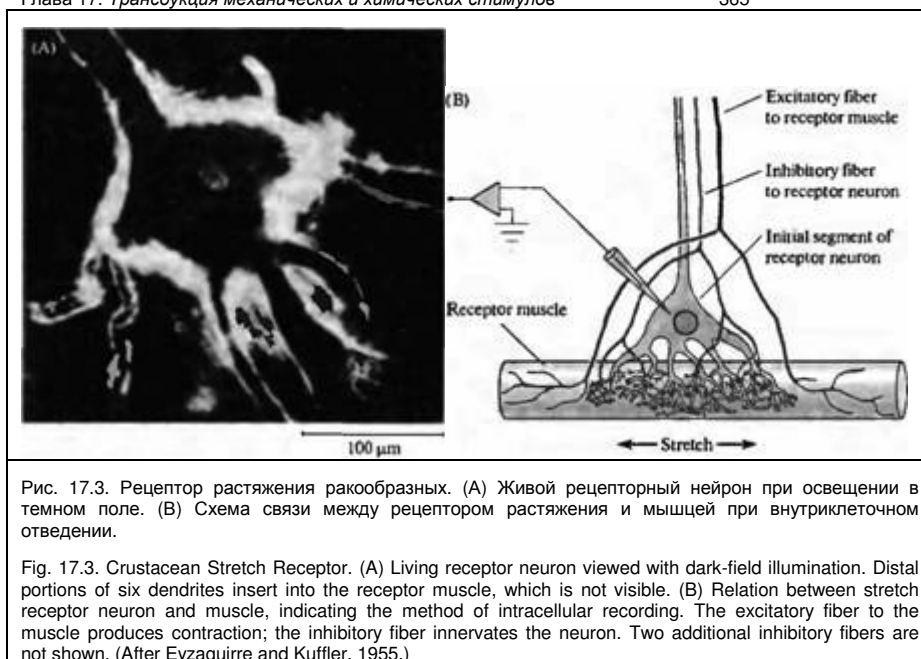 Глава 17. Трансдукция механических и химических стимулов 365
(A)
100 µm
(B)
Excitatory fiber
to receptor muscle
Inhibitory fiber
to receptor neuron
Initial segment of
receptor neuron
Receptor muscle
Stretch
Рис. 17.3. Рецептор растяжения ракообразных. (A) Живой рецепторный нейрон при освещении в
темном поле. (B) Схема связи между рецептором растяжения и мышцей при внутриклеточном
отведении.
Fig. 17.3. Crustacean Stretch Receptor. (A) Living receptor neuron viewed with dark-field illumination. Distal
portions of six dendrites insert into the receptor muscle, which is not visible. (B) Relation between stretch
receptor neuron and muscle, indicating the method of intracellular recording. The excitatory fiber to the
muscle produces contraction; the inhibitory fiber innervates the neuron. Two additional inhibitory fibers are
not shown. (After Eyzaguirre and Kuffler, 1955.)